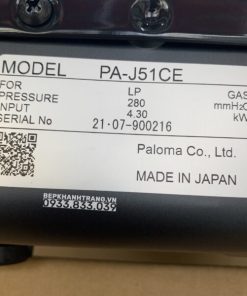 MODEL PA-J51CE
FOR LP GAS
PRESSURE 280 mmH₂O
INPUT 4.30 kW
SERIAL No 21·07-900216
Paloma Co., Ltd.
MADE IN JAPAN
BEPKHANHTRANG.VN
0933.833.039